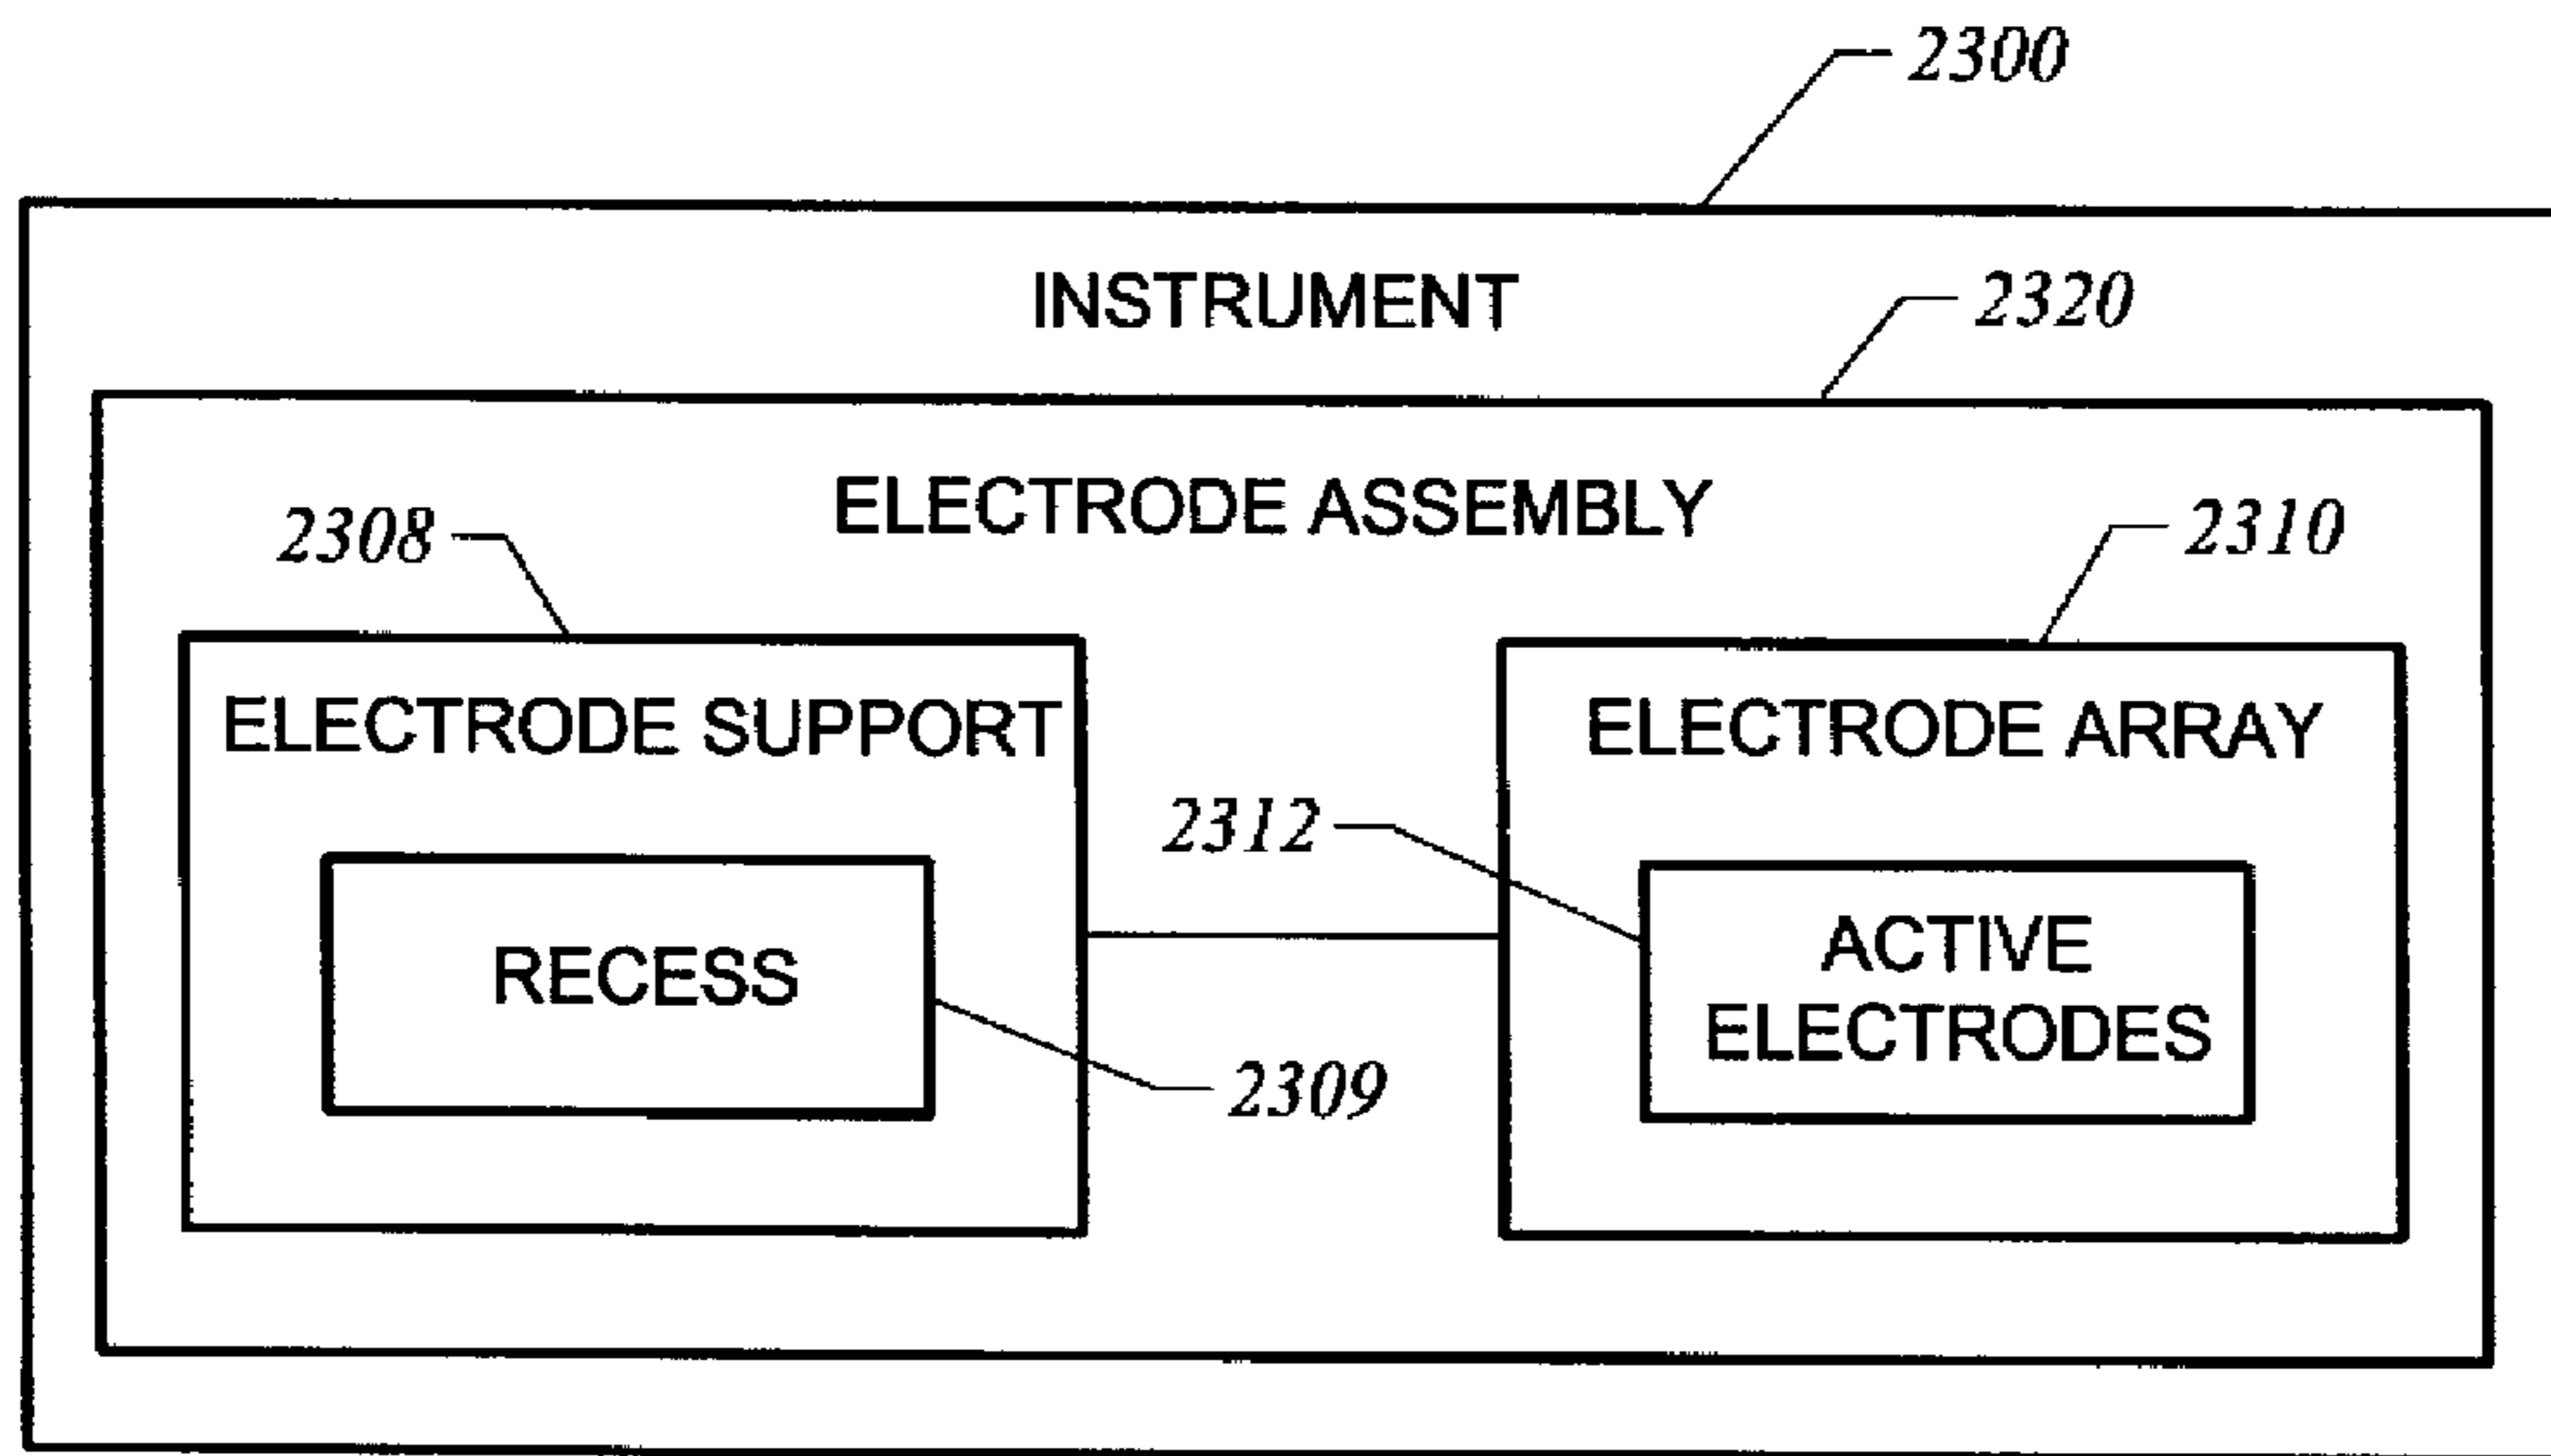 2300
INSTRUMENT
2320
ELECTRODE ASSEMBLY
2308
2310
ELECTRODE SUPPORT
ELECTRODE ARRAY
2312
RECESS
ACTIVE
ELECTRODES
2309